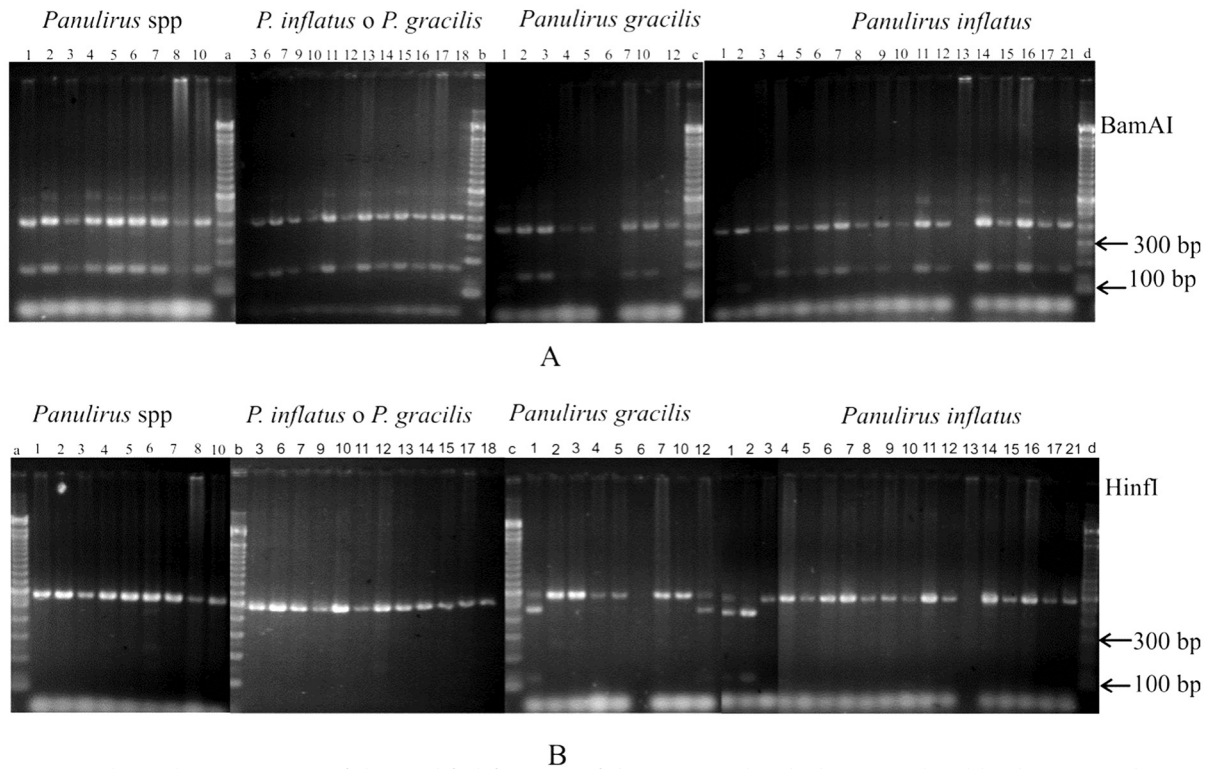 Panulirus spp P. inflatus o P. gracilis Panulirus gracilis Panulirus inflatus
1 2 3 4 5 6 7 8 10 a 3 6 7 9 10 11 12 13 14 15 16 17 18 b 1 2 3 4 5 6 7 10 12 c 1 2 3 4 5 6 7 8 9 10 11 12 13 14 15 16 17 21 d
BamAI
300 bp
100 bp
A
Panulirus spp P. inflatus o P. gracilis Panulirus gracilis Panulirus inflatus
a 1 2 3 4 5 6 7 8 10 b 3 6 7 9 10 11 12 13 14 15 17 18 c 1 2 3 4 5 6 7 10 12 1 2 3 4 5 6 7 8 9 10 11 12 13 14 15 16 17 21 d
HinfI
300 bp
100 bp
B